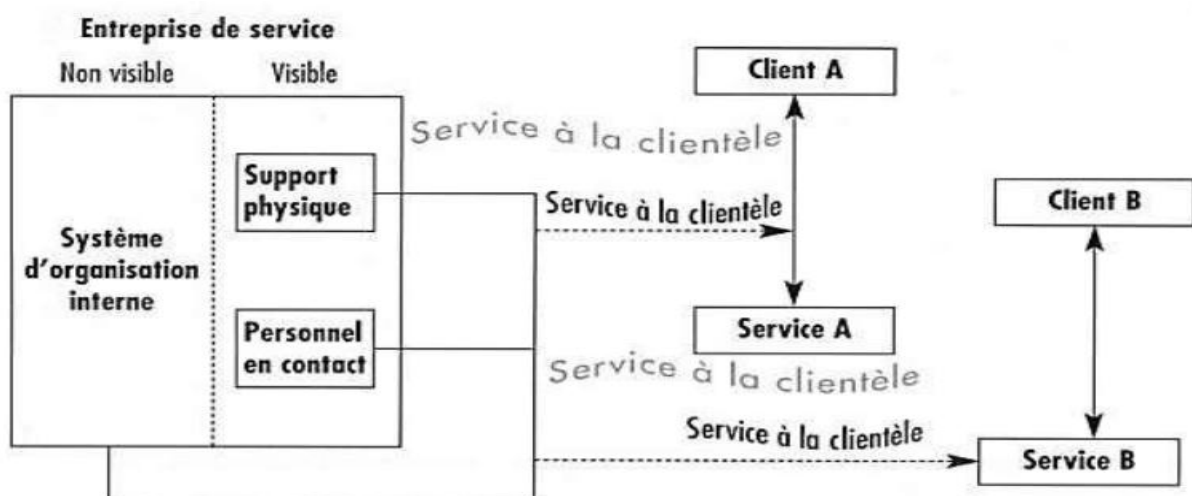 Entreprise de service
Non visible
Visible
Client A
Service à la clientèle
Support
physique
Client B
Service à la clientèle
Système
d'organisation
interne
Service A
Personnel
en contact
Service à la clientèle
Service à la clientèle
Service B